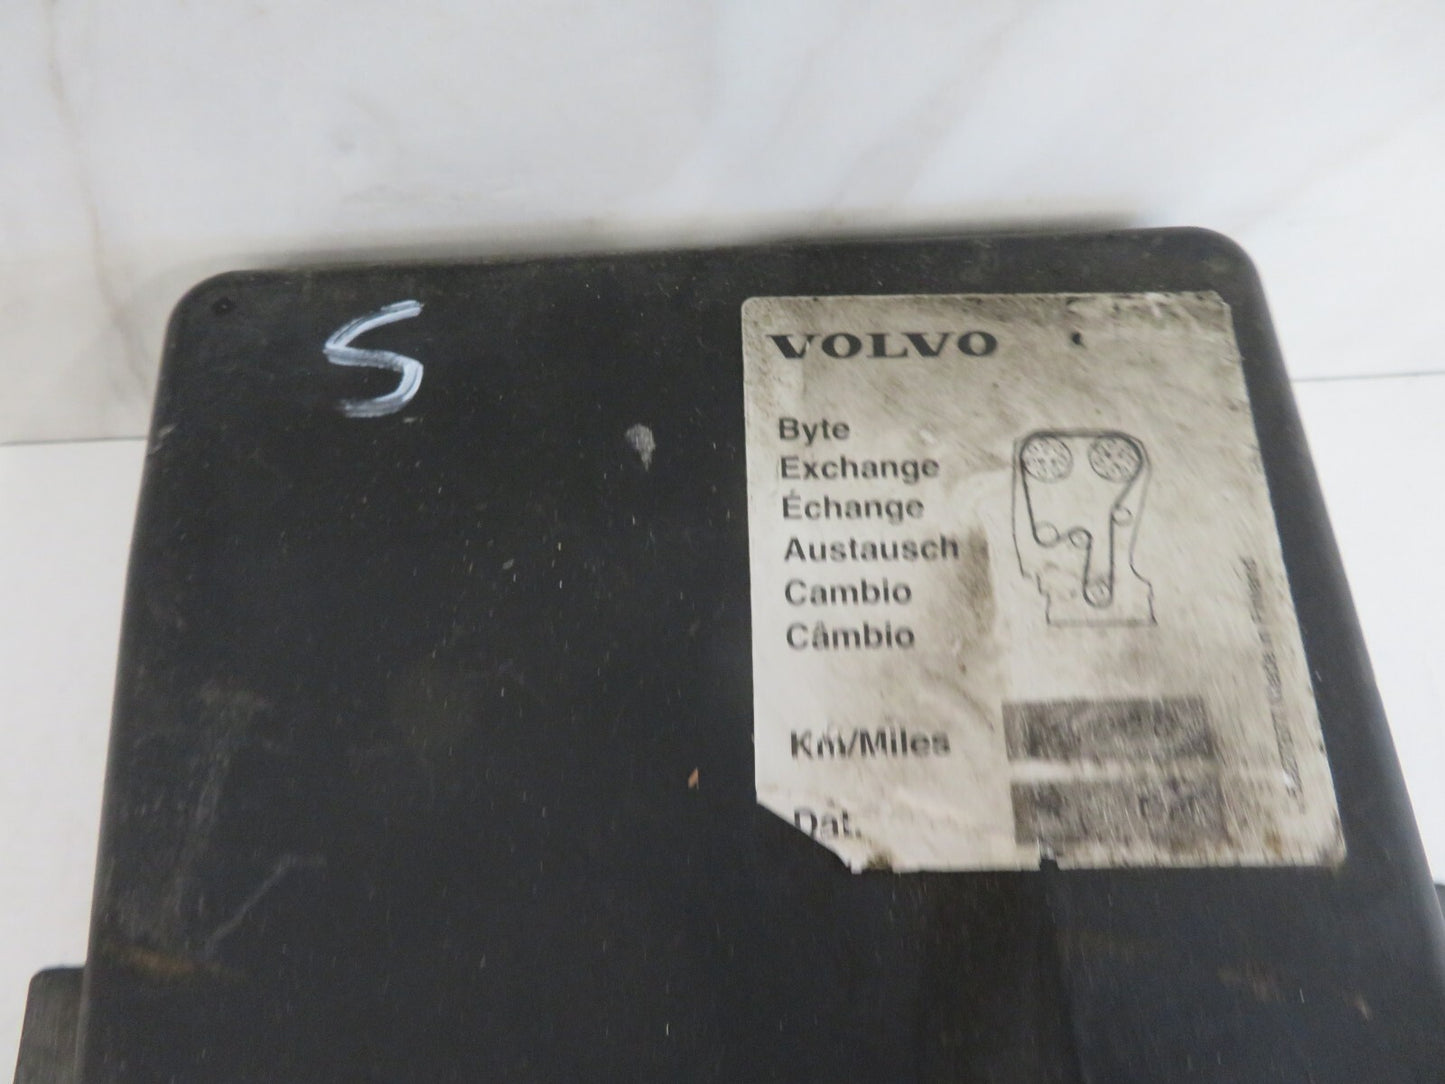 S
VOLVO
Byte
Exchange
Échange
Austausch
Cambio
Câmbio
Km/Miles
Dat.